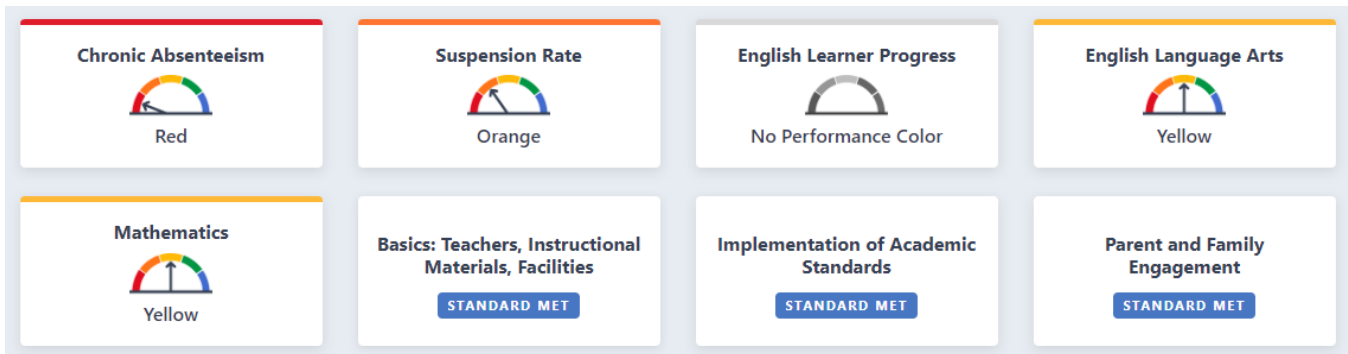 Chronic Absenteeism
Red
Suspension Rate
Orange
English Learner Progress
No Performance Color
English Language Arts
Yellow
Mathematics
Yellow
Basics: Teachers, Instructional
Materials, Facilities
STANDARD MET
Implementation of Academic
Standards
STANDARD MET
Parent and Family
Engagement
STANDARD MET